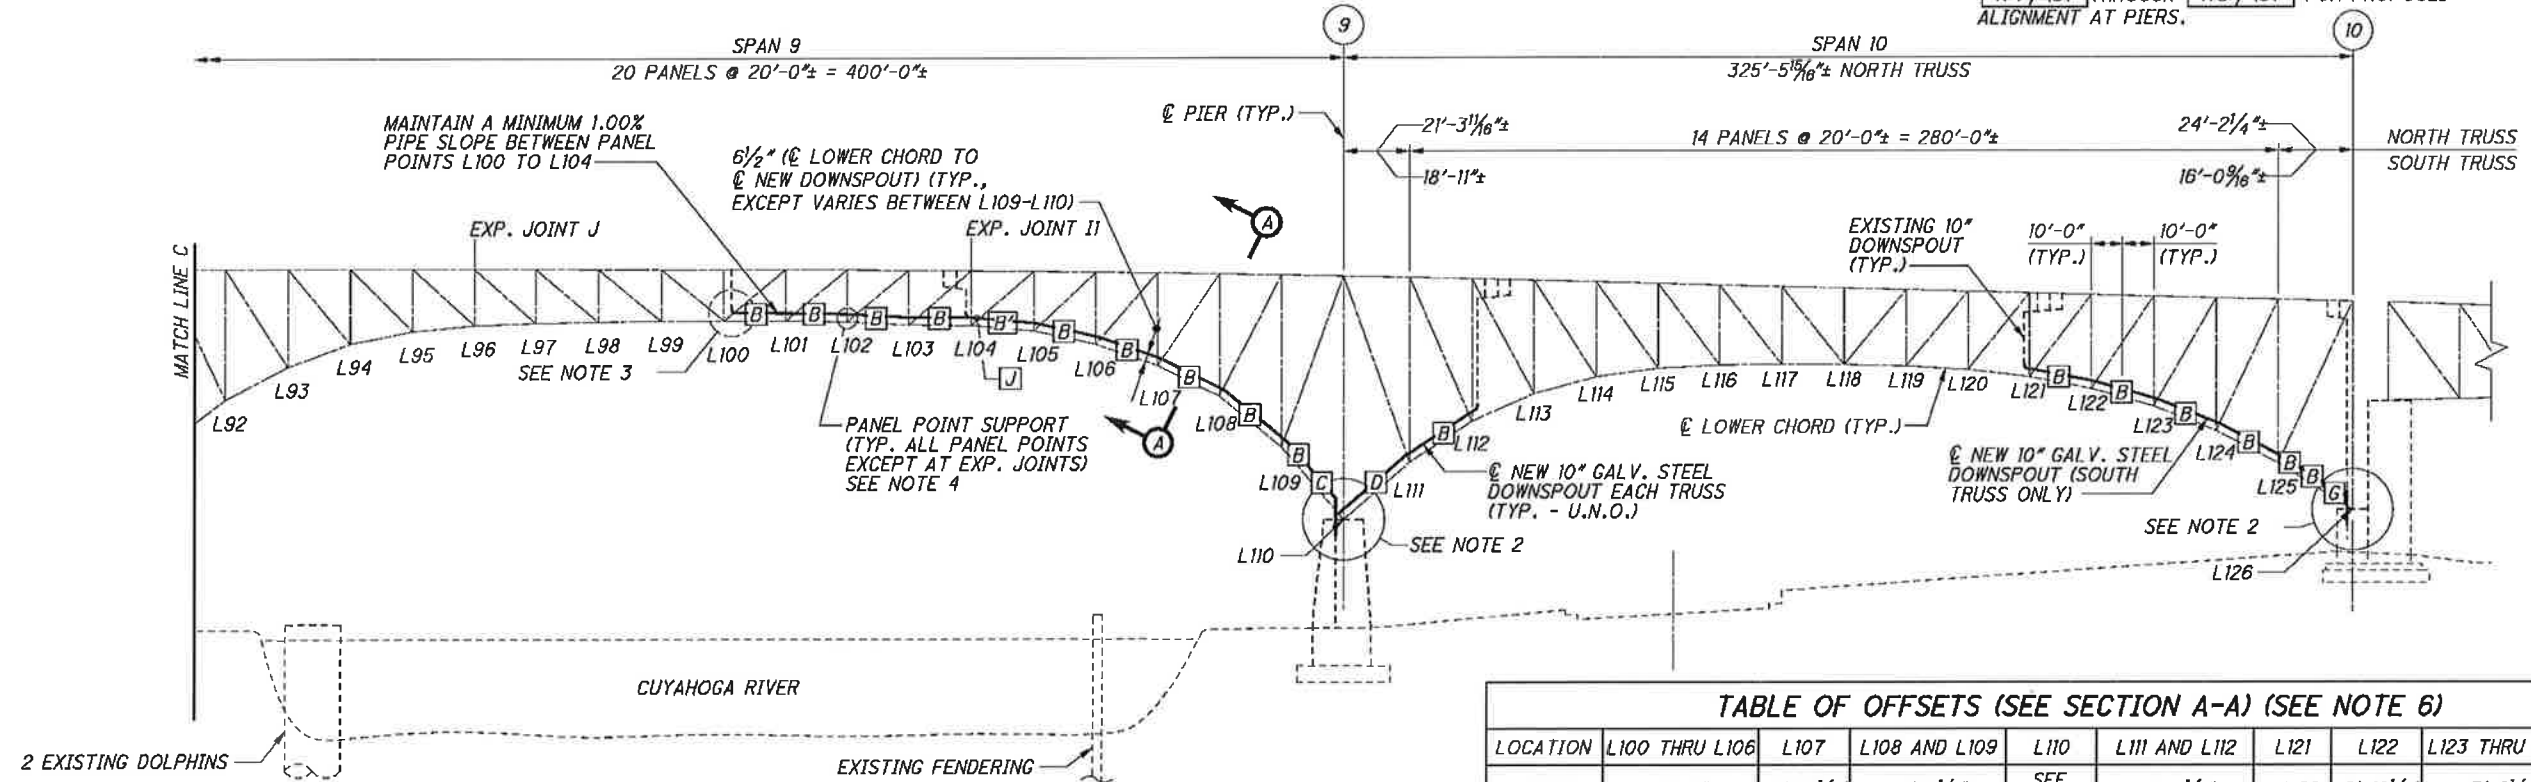 ALIGNMENT AT PIERS.
9
10
SPAN 9
20 PANELS @ 20'-0"± = 400'-0"±
SPAN 10
325'-5 15/16"± NORTH TRUSS
MAINTAIN A MINIMUM 1.00%
PIPE SLOPE BETWEEN PANEL
POINTS L100 TO L104
6 1/2" (℄ LOWER CHORD TO
℄ NEW DOWNSPOUT) (TYP.,
EXCEPT VARIES BETWEEN L109-L110)
℄ PIER (TYP.)
21'-3 11/16"±
18'-11"±
14 PANELS @ 20'-0"± = 280'-0"±
24'-2 1/4"±
16'-0 9/16"±
NORTH TRUSS
SOUTH TRUSS
MATCH LINE C
EXP. JOINT J
EXP. JOINT I1
A
EXISTING 10"
DOWNSPOUT
(TYP.)
10'-0"
(TYP.)
10'-0"
(TYP.)
B B B B B' B B B B B C D B B B B B B B G
L92 L93 L94 L95 L96 L97 L98 L99 L100 L101 L102 L103 L104 L105 L106 L107 L108 L109
L111 L112 L113 L114 L115 L116 L117 L118 L119 L120 L121 L122 L123 L124 L125
J
SEE NOTE 3
PANEL POINT SUPPORT
(TYP. ALL PANEL POINTS
EXCEPT AT EXP. JOINTS)
SEE NOTE 4
A
℄ LOWER CHORD (TYP.)
℄ NEW 10" GALV. STEEL
DOWNSPOUT EACH TRUSS
(TYP. - U.N.O.)
℄ NEW 10" GALV. STEEL
DOWNSPOUT (SOUTH
TRUSS ONLY)
L110
SEE NOTE 2
SEE NOTE 2
L126
CUYAHOGA RIVER
2 EXISTING DOLPHINS
EXISTING FENDERING
TABLE OF OFFSETS (SEE SECTION A-A) (SEE NOTE 6)
LOCATION L100 THRU L106 L107 L108 AND L109 L110 L111 AND L112 L121 L122 L123 THRU
SEE